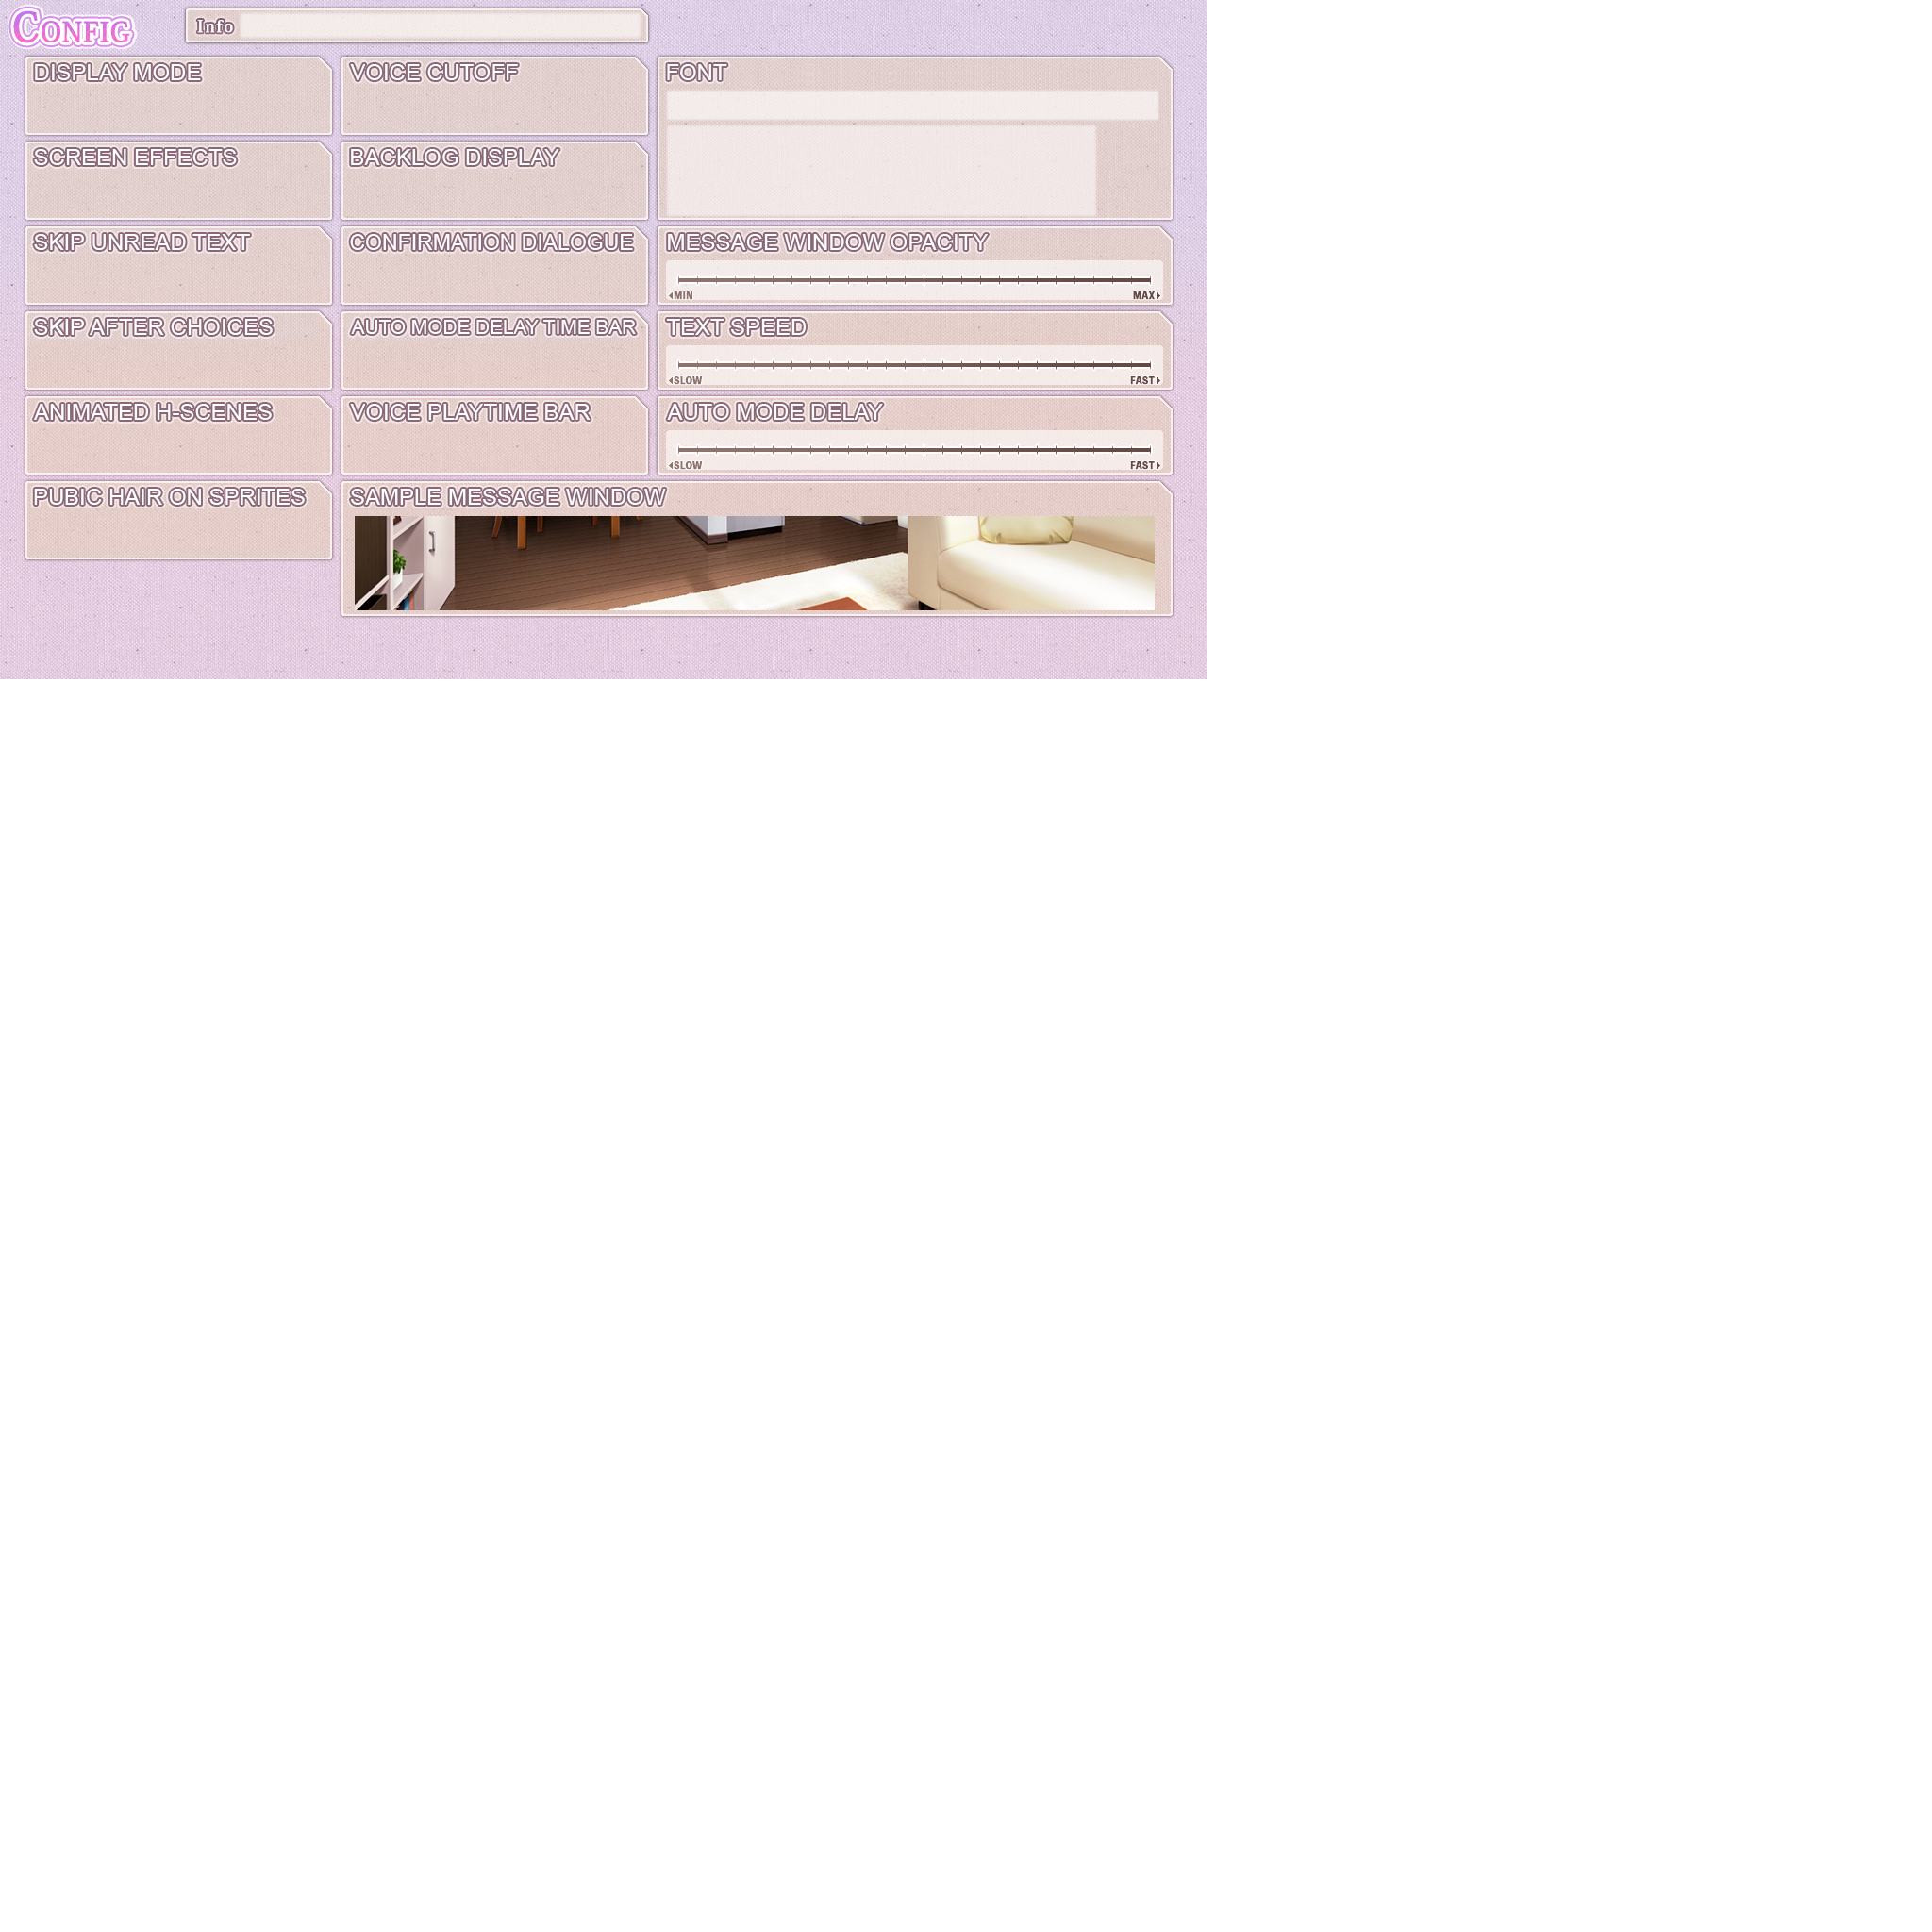 CONFIG
Info
DISPLAY MODE
SCREEN EFFECTS
SKIP UNREAD TEXT
SKIP AFTER CHOICES
ANIMATED H-SCENES
PUBIC HAIR ON SPRITES
VOICE CUTOFF
BACKLOG DISPLAY
CONFIRMATION DIALOGUE
AUTO MODE DELAY TIME BAR
VOICE PLAYTIME BAR
FONT
MESSAGE WINDOW OPACITY
MIN MAX
TEXT SPEED
SLOW FAST
AUTO MODE DELAY
SLOW FAST
SAMPLE MESSAGE WINDOW